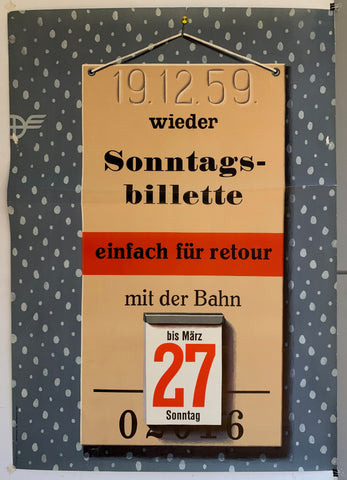 19.12.59.
wieder
Sonntags-
billette
einfach für retour
mit der Bahn
bis März
27
Sonntag